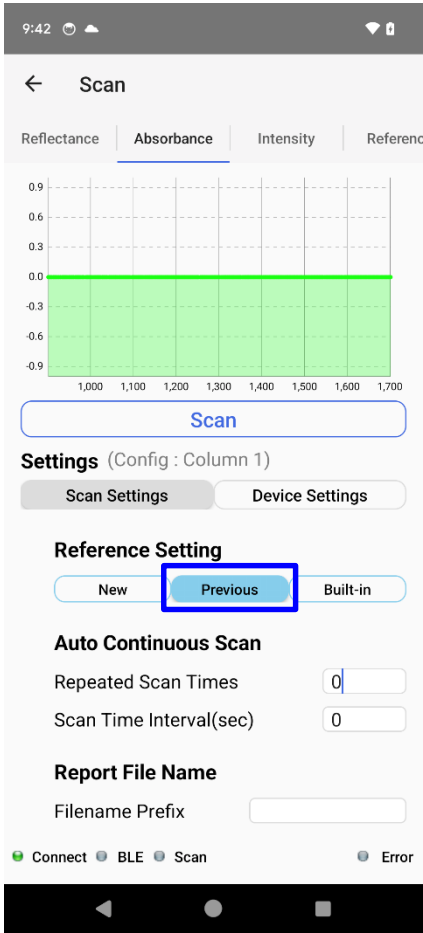 9:42
Scan
Reflectance Absorbance Intensity Referenc
0.9
0.6
0.3
0.0
-0.3
-0.6
-0.9
1,000 1,100 1,200 1,300 1,400 1,500 1,600 1,700
Scan
Settings (Config : Column 1)
Scan Settings Device Settings
Reference Setting
New Previous Built-in
Auto Continuous Scan
Repeated Scan Times 0
Scan Time Interval(sec) 0
Report File Name
Filename Prefix
Connect BLE Scan Error